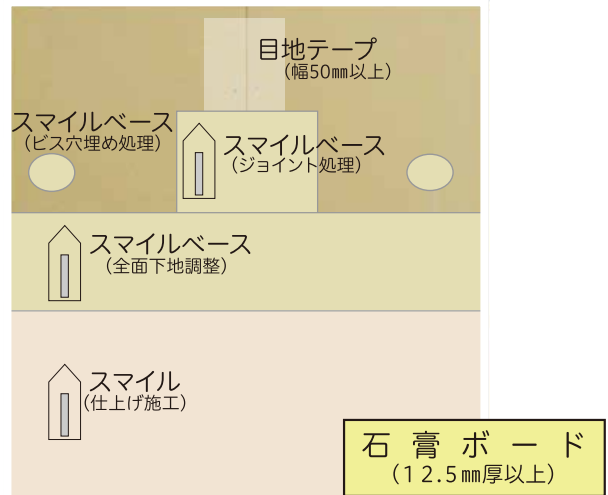 目地テープ
（幅50㎜以上）
スマイルベース
（ビス穴埋め処理）
スマイルベース
（ジョイント処理）
スマイルベース
（全面下地調整）
スマイル
（仕上げ施工）
石膏ボード
（12.5㎜厚以上）